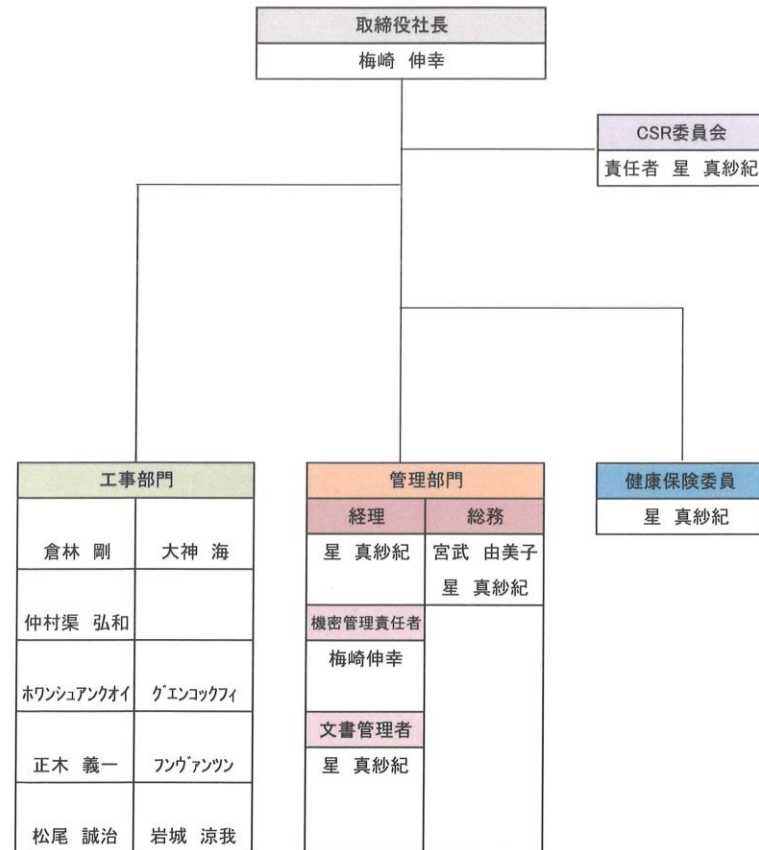 取締役社長
梅崎 伸幸
CSR委員会
責任者 星 真紗紀
工事部門
倉林 剛 大神 海
仲村渠 弘和
ホワンシュアンクオイ グエンコックフィ
正木 義一 フンヴァンツン
松尾 誠治 岩城 涼我
管理部門
経理 総務
星 真紗紀 宮武 由美子
星 真紗紀
機密管理責任者
梅崎伸幸
文書管理者
星 真紗紀
健康保険委員
星 真紗紀